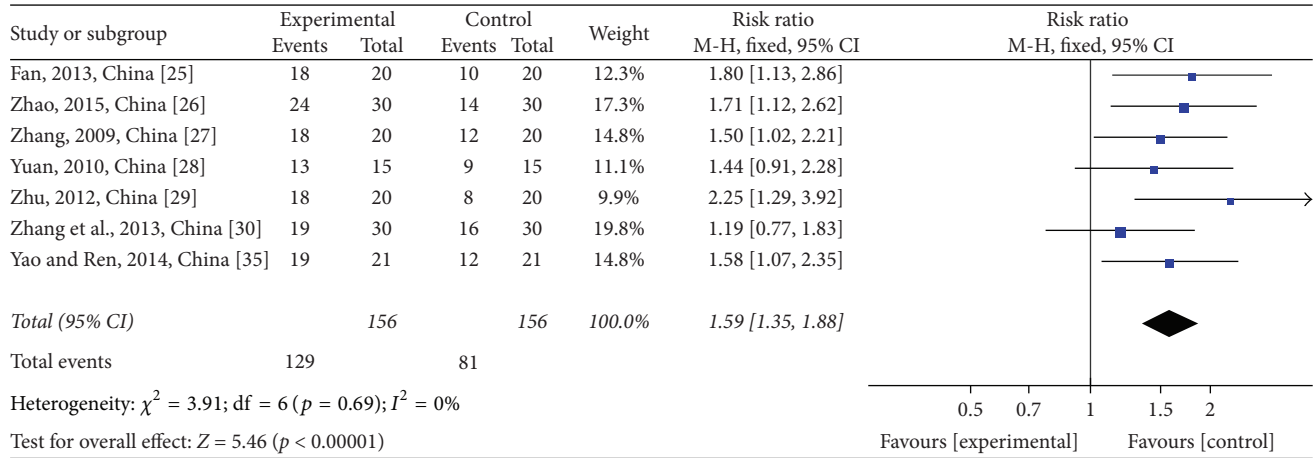 Study or subgroup Experimental Control Weight Risk ratio Risk ratio
Events Total Events Total M-H, fixed, 95% CI M-H, fixed, 95% CI
Fan, 2013, China [25] 18 20 10 20 12.3% 1.80 [1.13, 2.86]
Zhao, 2015, China [26] 24 30 14 30 17.3% 1.71 [1.12, 2.62]
Zhang, 2009, China [27] 18 20 12 20 14.8% 1.50 [1.02, 2.21]
Yuan, 2010, China [28] 13 15 9 15 11.1% 1.44 [0.91, 2.28]
Zhu, 2012, China [29] 18 20 8 20 9.9% 2.25 [1.29, 3.92]
Zhang et al., 2013, China [30] 19 30 16 30 19.8% 1.19 [0.77, 1.83]
Yao and Ren, 2014, China [35] 19 21 12 21 14.8% 1.58 [1.07, 2.35]
Total (95% CI) 156 156 100.0% 1.59 [1.35, 1.88]
Total events 129 81
Heterogeneity: χ² = 3.91; df = 6 (p = 0.69); I² = 0%
0.5 0.7 1 1.5 2
Test for overall effect: Z = 5.46 (p < 0.00001) Favours [experimental] Favours [control]